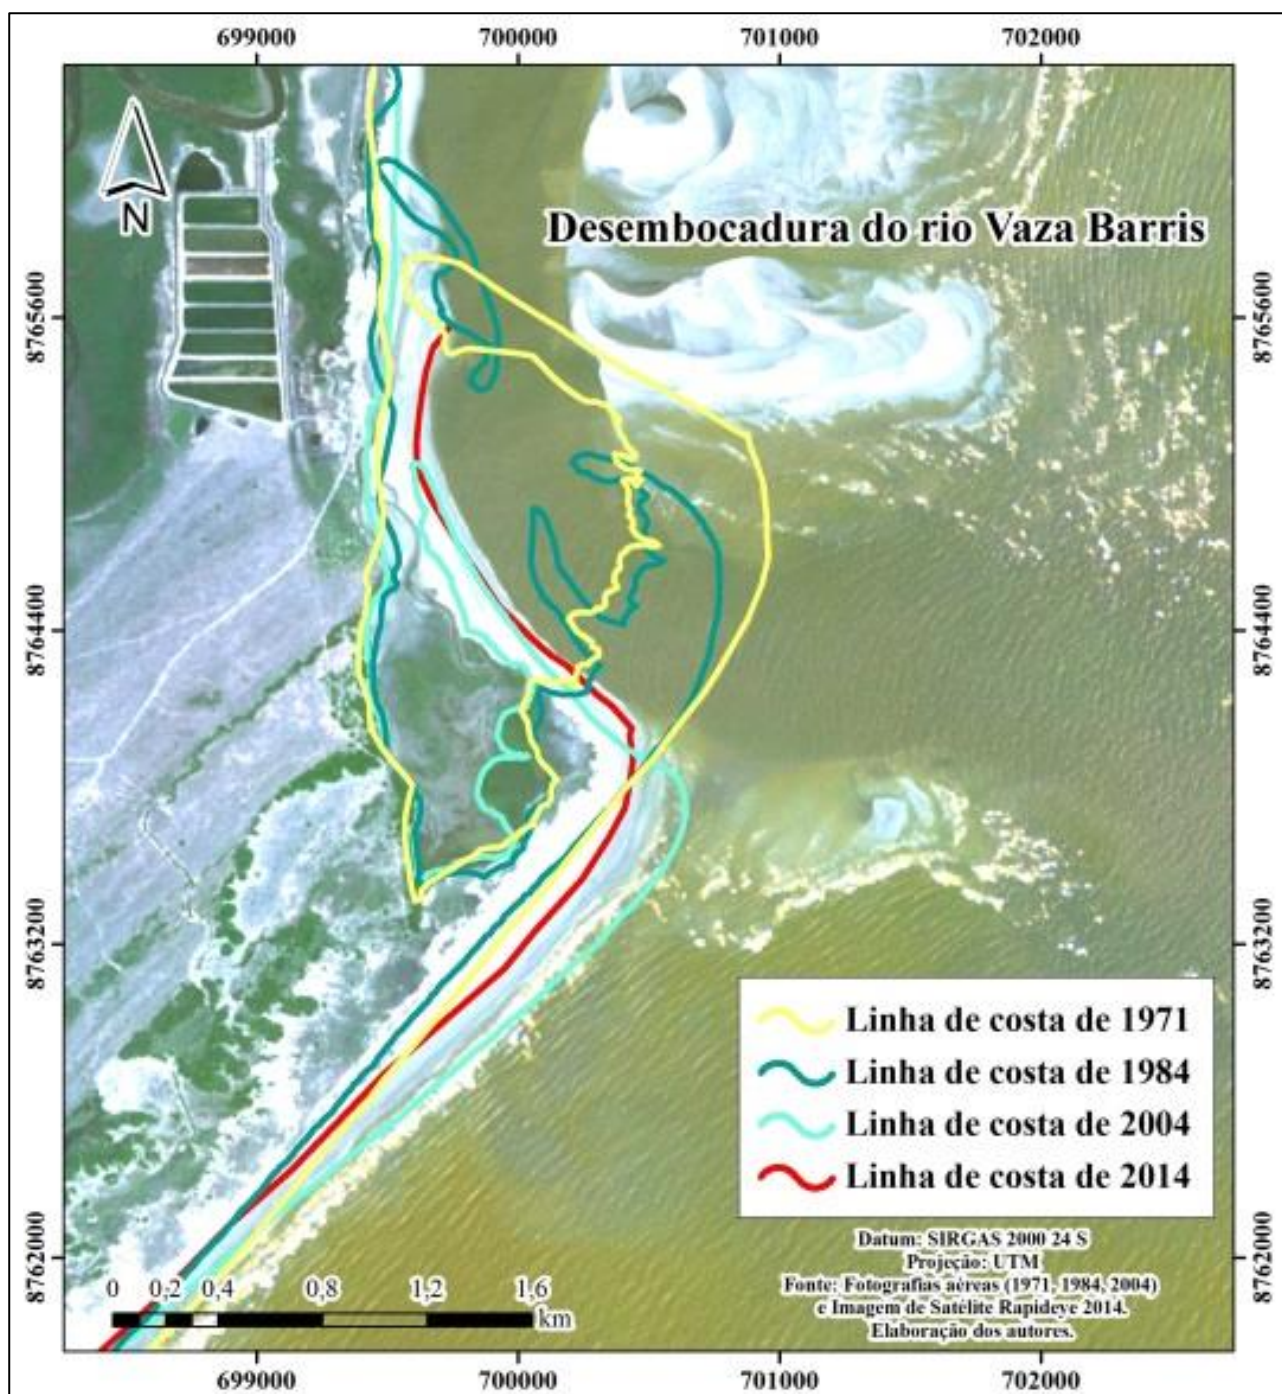 699000 700000 701000 702000
N
Desembocadura do rio Vaza Barris
8765600 8765600
8764400 8764400
8763200 8763200
Linha de costa de 1971
Linha de costa de 1984
Linha de costa de 2004
Linha de costa de 2014
Datum: SIRGAS 2000 24 S
Projeção: UTM
Fonte: Fotografias aéreas (1971, 1984, 2004)
e Imagem de Satélite Rapideye 2014.
Elaboração dos autores.
8762000 8762000
0 0,2 0,4 0,8 1,2 1,6
km
699000 700000 701000 702000